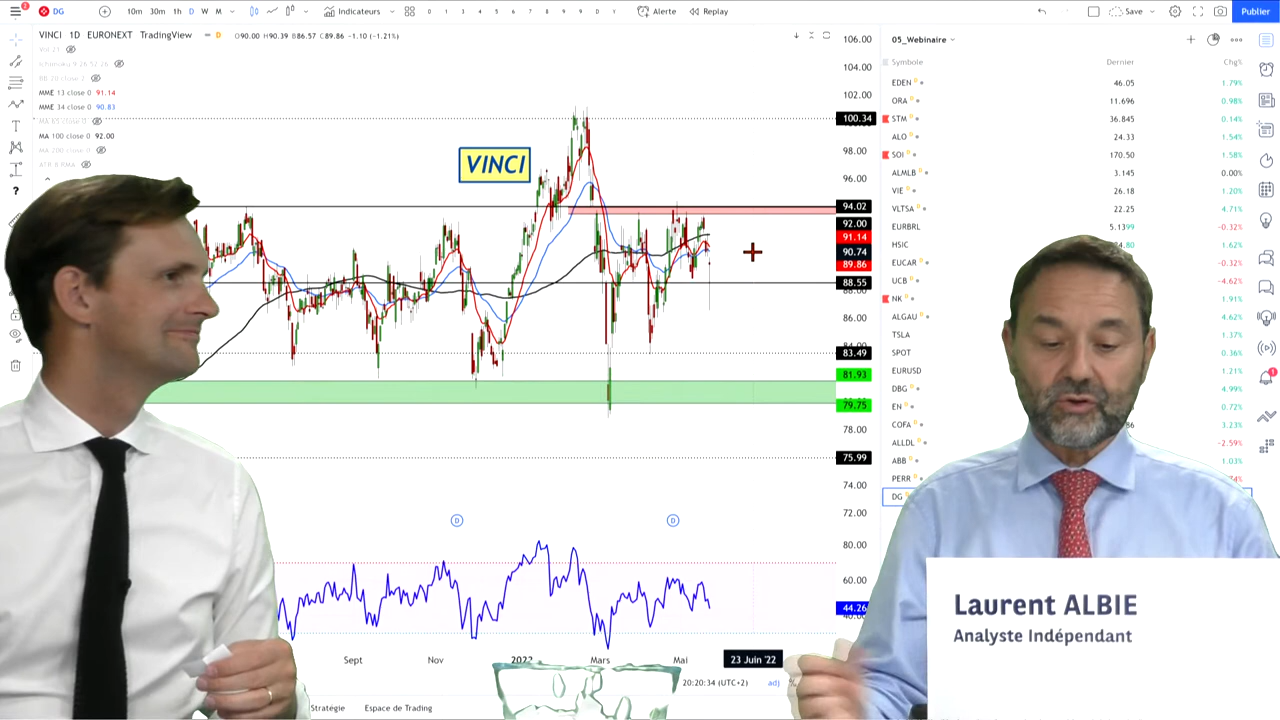 DG
10m 30m 1h D W M
Indicateurs
Alerte
Replay
Save
Publier
VINCI 1D EURONEXT TradingView
D
O90.00 H90.39 B86.57 C89.86 -1.10 (-1.21%)
MME 13 close 0 91.14
MME 34 close 0 90.83
MA 100 close 0 92.00
VINCI
106.00
104.00
102.00
100.34
98.00
96.00
94.02
92.00
91.14
90.74
89.86
88.55
86.00
83.49
81.93
79.75
78.00
75.99
74.00
72.00
80.00
60.00
44.26
D D
Sept Nov 2022 Mars Mai 23 Juin '22
20:20:34 (UTC+2) adj %
Stratégie Espace de Trading
05_Webinaire
Symbole Dernier Chg%
EDEN 46.05 1.79%
ORA 11.696 0.98%
STM 36.845 0.14%
ALO 24.33 1.54%
SOI 170.50 1.58%
ALMLB 3.145 0.00%
VIE 26.18 1.20%
VLTSA 22.25 4.71%
EURBRL 5.1399 -0.32%
HSIC 1.62%
EUCAR -0.32%
UCB -4.62%
NK 1.91%
ALGAU 4.62%
TSLA 1.37%
SPOT 0.36%
EURUSD 1.21%
DBG 4.99%
EN 0.72%
COFA 3.23%
ALLDL -2.59%
ABB 1.03%
PERR
DG
Laurent ALBIE
Analyste Indépendant